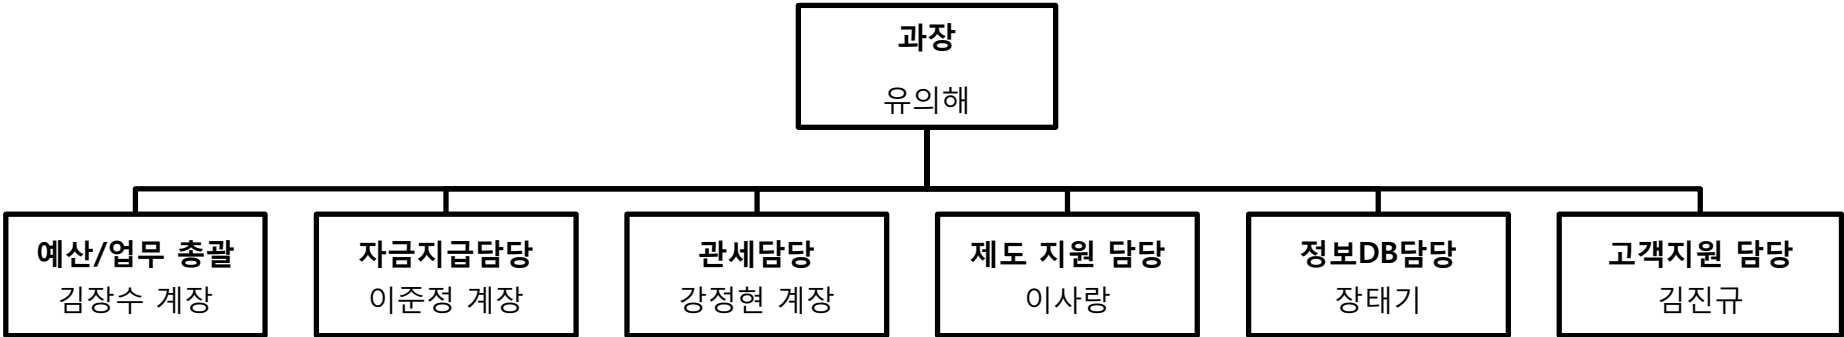 과장
유의해
예산/업무 총괄
김장수 계장
자금지급담당
이준정 계장
관세담당
강정현 계장
제도 지원 담당
이사랑
정보DB담당
장태기
고객지원 담당
김진규